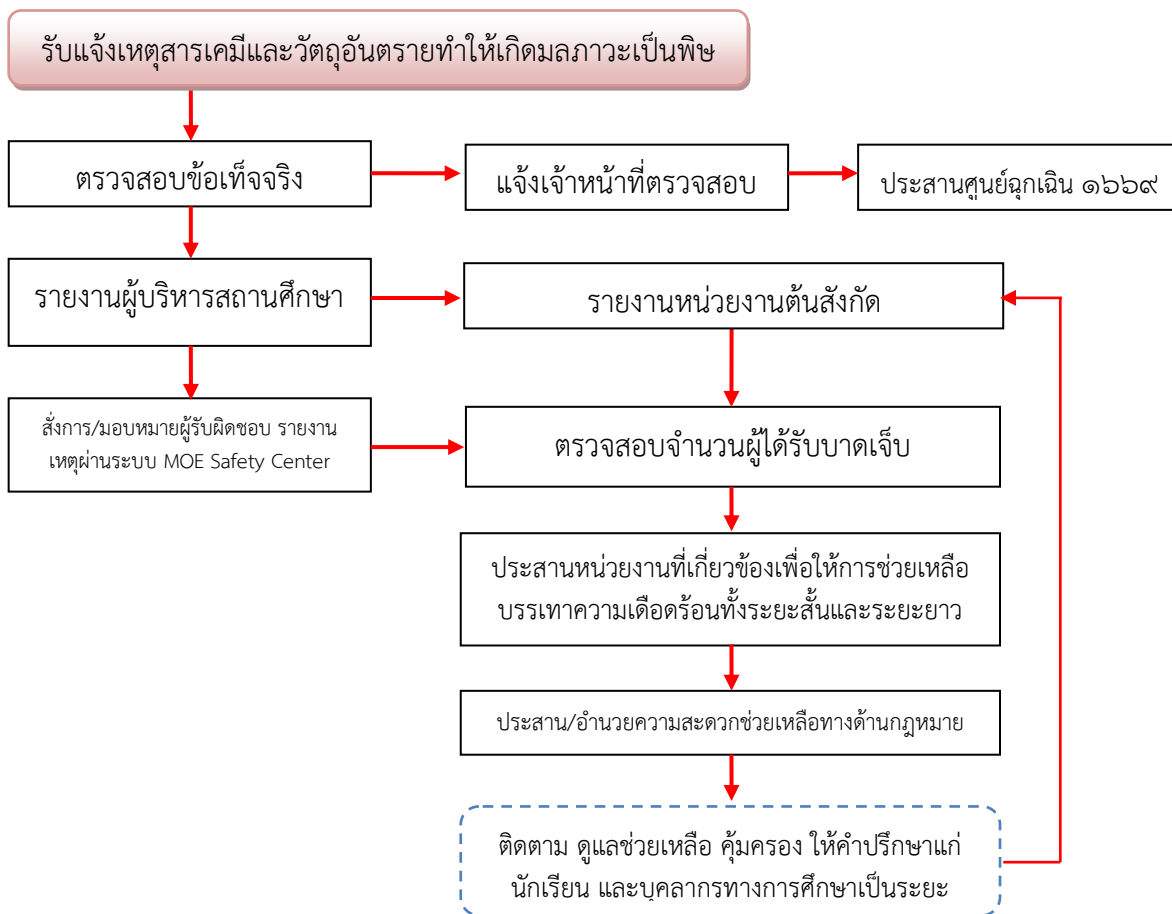 รับแจ้งเหตุสารเคมีและวัตถุอันตรายทำให้เกิดมลภาวะเป็นพิษ
ตรวจสอบข้อเท็จจริง
แจ้งเจ้าหน้าที่ตรวจสอบ
ประสานศูนย์ฉุกเฉิน ๑๖๖๙
รายงานผู้บริหารสถานศึกษา
รายงานหน่วยงานต้นสังกัด
สั่งการ/มอบหมายผู้รับผิดชอบ รายงาน
เหตุผ่านระบบ MOE Safety Center
ตรวจสอบจำนวนผู้ได้รับบาดเจ็บ
ประสานหน่วยงานที่เกี่ยวข้องเพื่อให้การช่วยเหลือ
บรรเทาความเดือดร้อนทั้งระยะสั้นและระยะยาว
ประสาน/อำนวยความสะดวกช่วยเหลือทางด้านกฎหมาย
ติดตาม ดูแลช่วยเหลือ คุ้มครอง ให้คำปรึกษาแก่
นักเรียน และบุคลากรทางการศึกษาเป็นระยะ